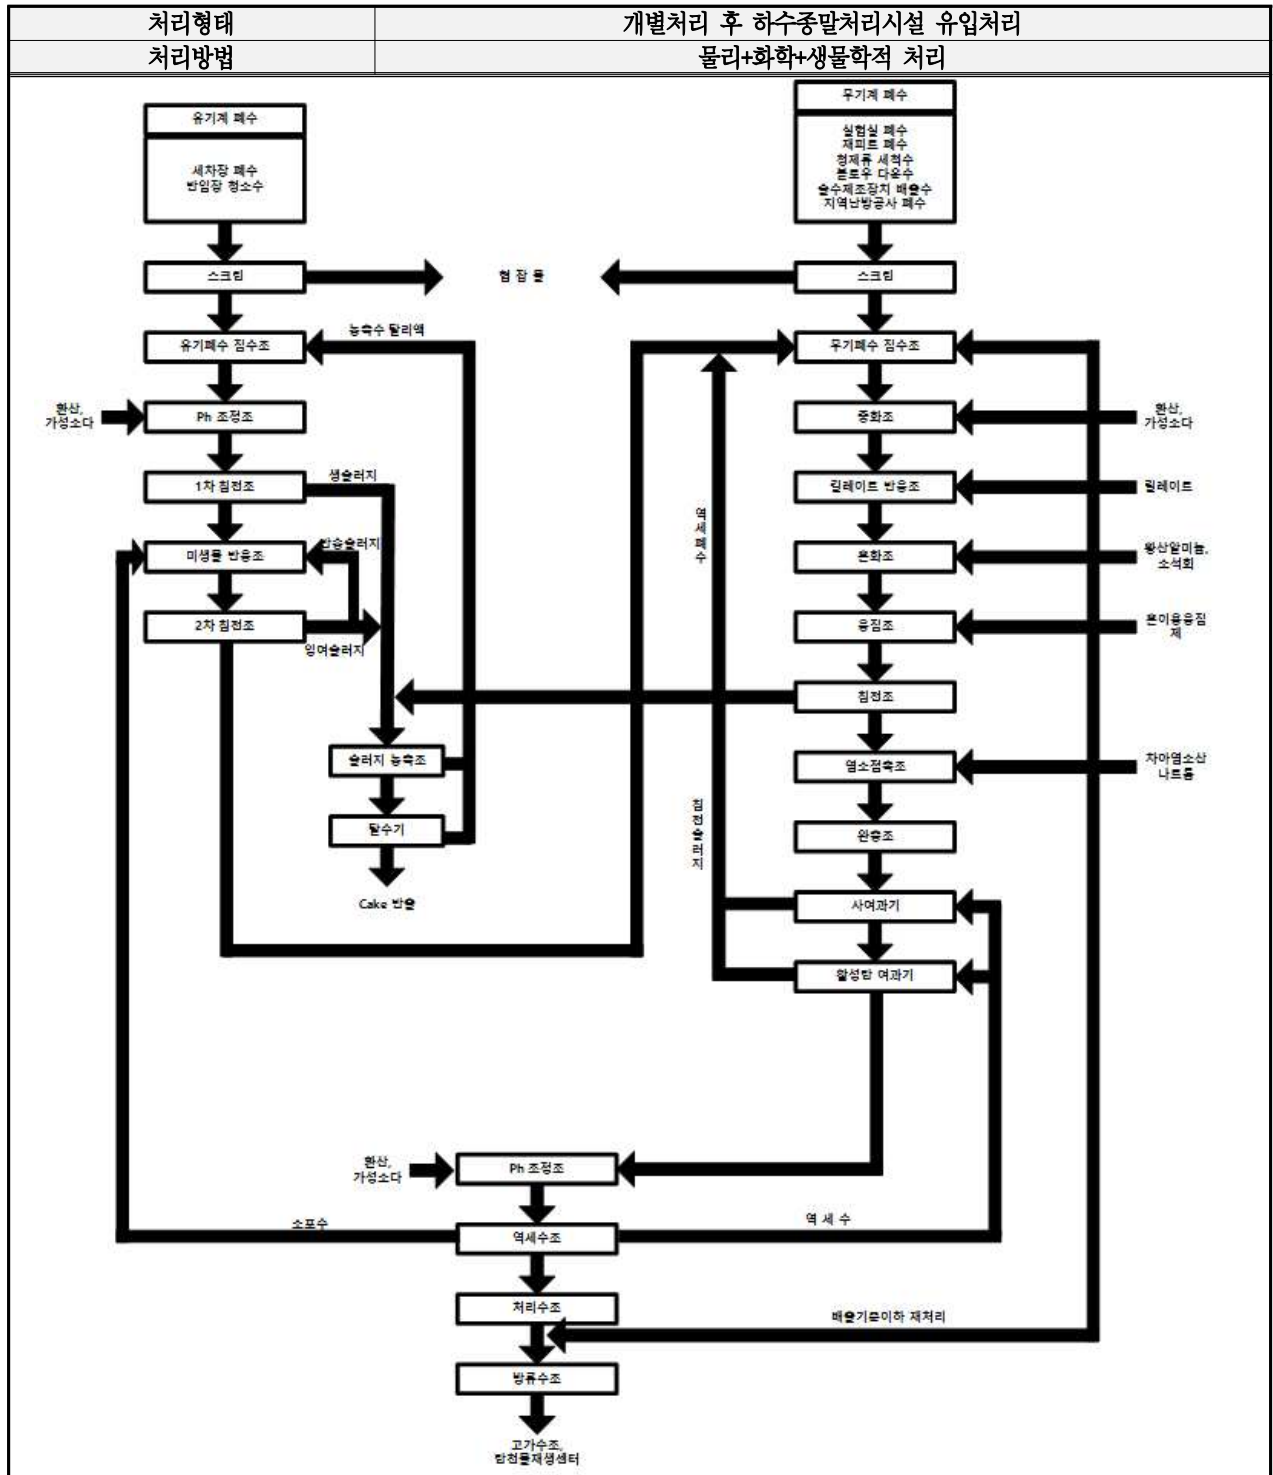 처리형태
개별처리 후 하수종말처리시설 유입처리
처리방법
물리+화학+생물학적 처리
유기계 폐수
세차장 폐수
반입장 청소수
무기계 폐수
실험실 폐수
재피트 폐수
정제류 세척수
블로우 다운수
순수제조장치 배출수
지역난방공사 폐수
스크린
협 잡 물
스크린
유기폐수 집수조
농축수 탈리액
무기폐수 집수조
환산,
가성소다
Ph 조정조
중화조
환산,
가성소다
1차 침전조
생슬러지
킬레이트 반응조
킬레이트
역세폐수
미생물 반응조
반송슬러지
혼화조
황산알미늄,
소석회
2차 침전조
잉여슬러지
응집조
온이용응집
제
침전조
슬러지 농축조
염소접촉조
차아염소산
나트륨
침전슬러지
탈수기
완충조
Cake 반출
사여과기
활성탄 여과기
환산,
가성소다
Ph 조정조
소포수
역세수조
역 세 수
처리수조
배출기준이하 재처리
방류수조
고가수조,
탄천물재생센터